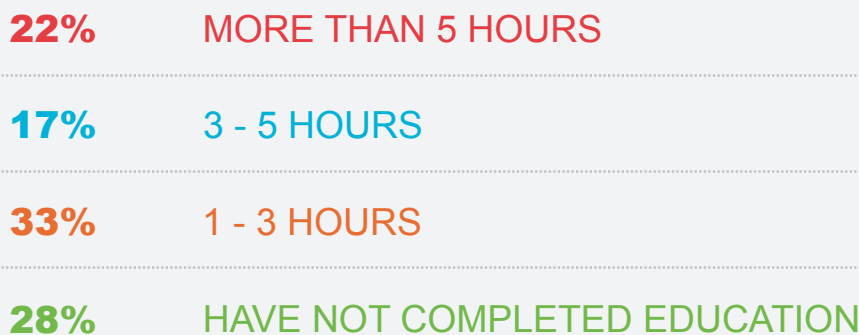 22% MORE THAN 5 HOURS
17% 3 - 5 HOURS
33% 1 - 3 HOURS
28% HAVE NOT COMPLETED EDUCATION